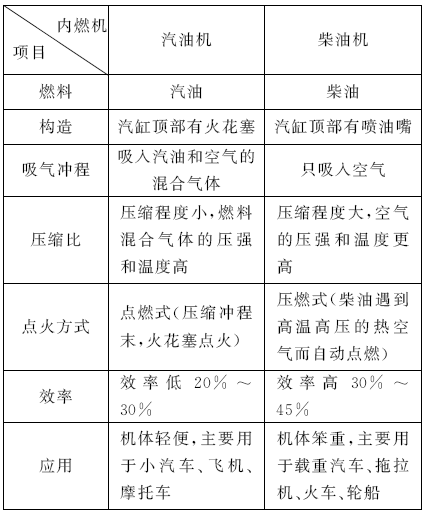 内燃机
项目
汽油机
柴油机
燃料
汽油
柴油
构造
汽缸顶部有火花塞
汽缸顶部有喷油嘴
吸气冲程
吸入汽油和空气的
混合气体
只吸入空气
压缩比
压缩程度小,燃料
混合气体的压强
和温度高
压缩程度大,空气
的压强和温度更
高
点火方式
点燃式(压缩冲程
末,火花塞点火)
压燃式(柴油遇到
高温高压的热空
气而自动点燃)
效率
效率低 20%~
30%
效率高 30%~
45%
应用
机体轻便,主要用
于小汽车、飞机、
摩托车
机体笨重,主要用
于载重汽车、拖拉
机、火车、轮船